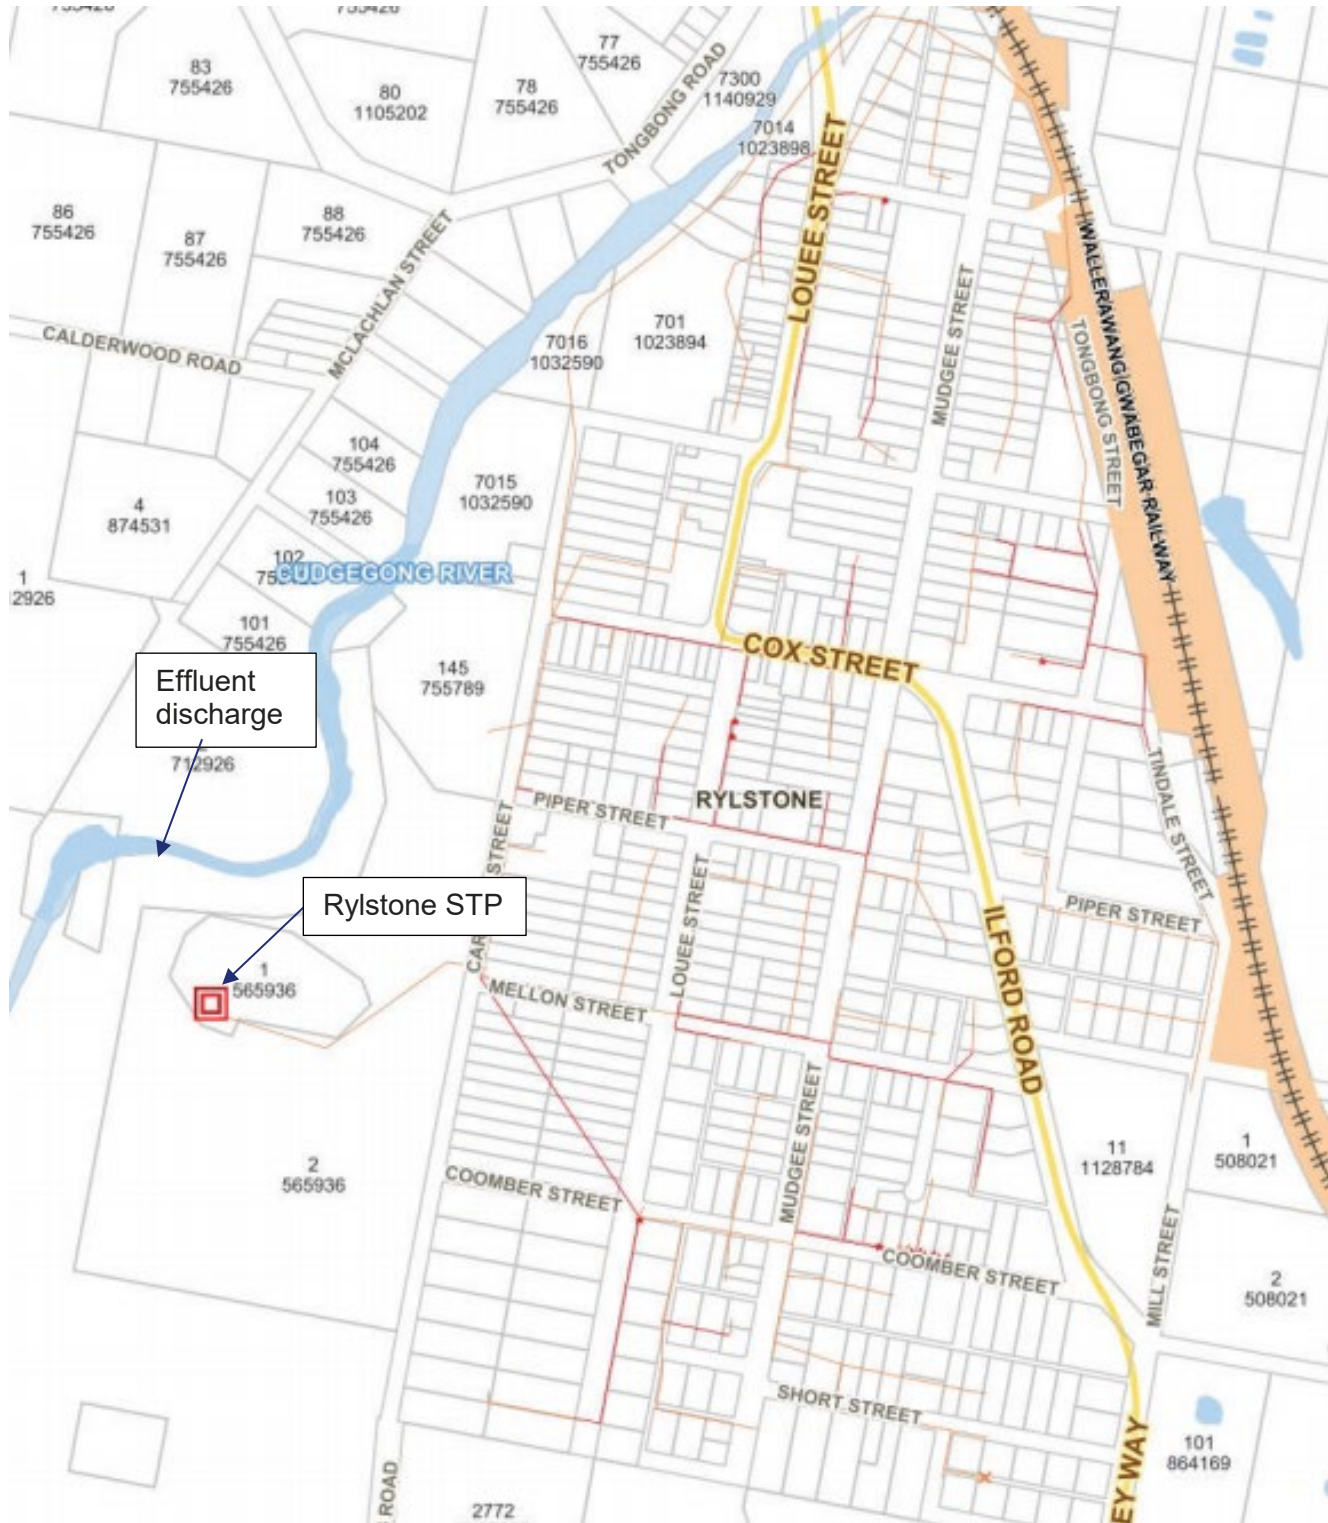 755426
755426
83
755426
80
1105202
78
755426
77
755426
TONGBONG ROAD
7300
1140929
7014
1023898
LOUEE STREET
86
755426
87
755426
88
755426
MCLACHLAN STREET
CALDERWOOD ROAD
7016
1032590
701
1023894
MUDGEE STREET
WALLERAWANG GWABEGAR RAILWAY
TONGBONG STREET
104
755426
103
755426
7015
1032590
4
874531
102
CUDGEGONG RIVER
1
2926
101
755426
145
755789
COX STREET
Effluent
discharge
712926
PIPER STREET
RYLSTONE
TINDALE STREET
STREET
LOUEE STREET
PIPER STREET
ILFORD ROAD
Rylstone STP
1
565936
MELLON STREET
MUDGEE STREET
11
1128784
1
508021
2
565936
COOMBER STREET
COOMBER STREET
MILL STREET
2
508021
SHORT STREET
101
864169
EY WAY
ROAD
2772